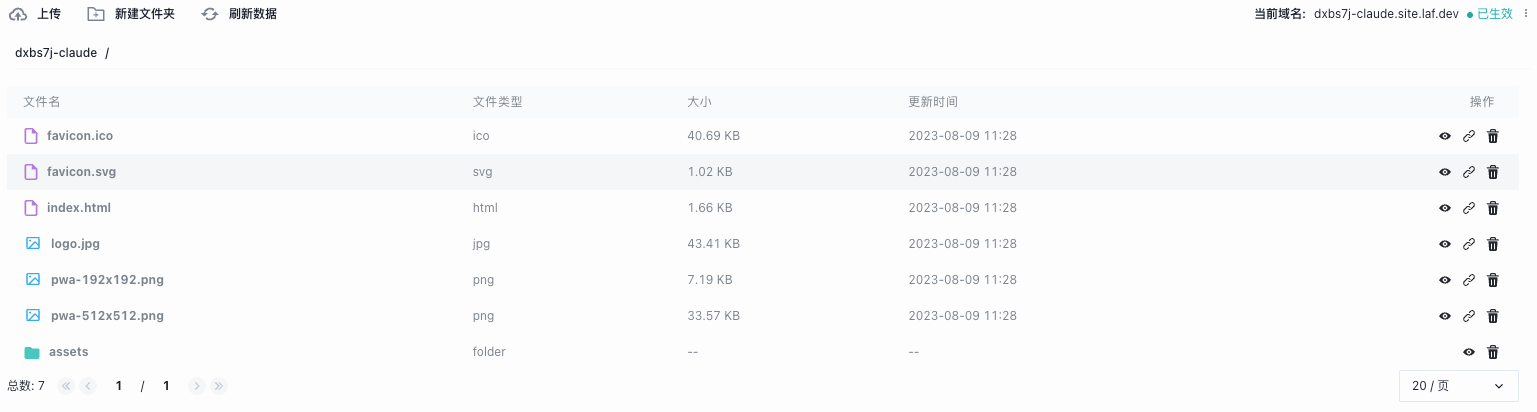 上传 新建文件夹 刷新数据 当前域名: dxbs7j-claude.site.laf.dev 已生效
dxbs7j-claude /
文件名 文件类型 大小 更新时间 操作
favicon.ico ico 40.69 KB 2023-08-09 11:28
favicon.svg svg 1.02 KB 2023-08-09 11:28
index.html html 1.66 KB 2023-08-09 11:28
logo.jpg jpg 43.41 KB 2023-08-09 11:28
pwa-192x192.png png 7.19 KB 2023-08-09 11:28
pwa-512x512.png png 33.57 KB 2023-08-09 11:28
assets folder -- --
总数: 7 1 / 1 20 / 页